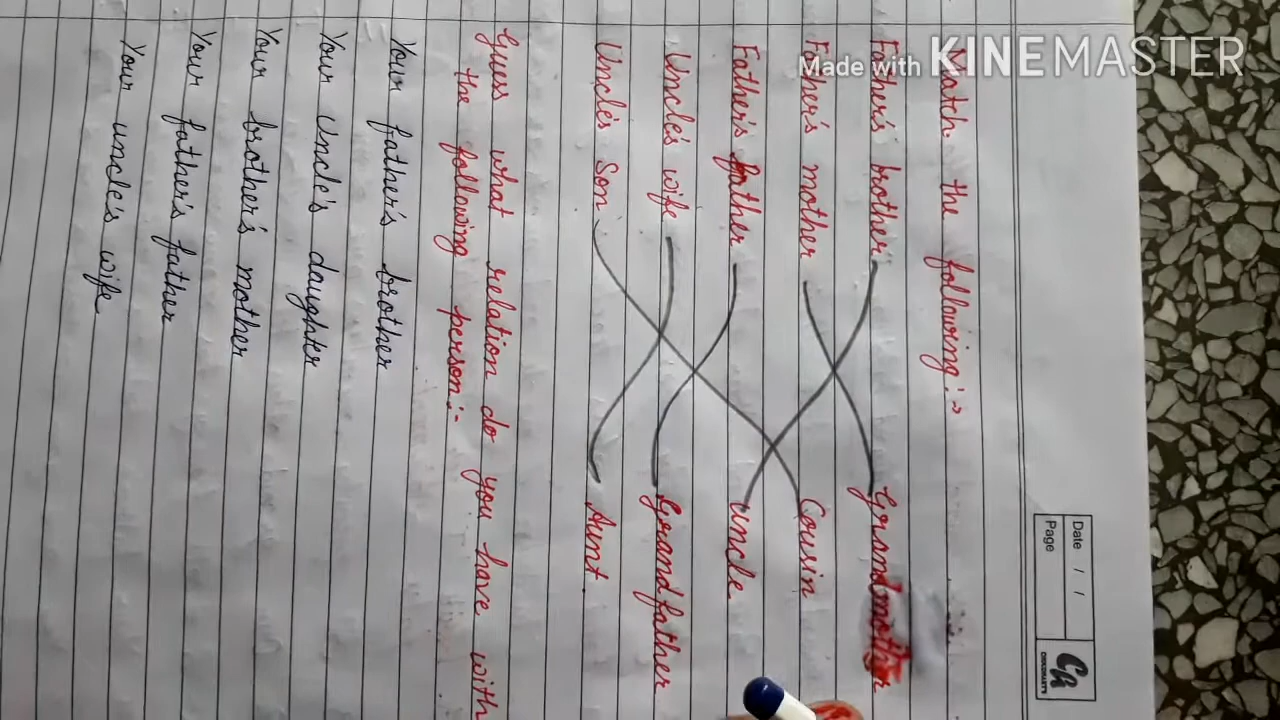 Made with KINEMASTER
Date / /
Page
Match the following:-
Father's brother Grandmother
Father's mother Cousin
Father's father Uncle
Uncle's wife Grandfather
Uncle's son Aunt
Guess what relation do you have with
the following person:-
Your father's brother
Your Uncle's daughter
Your brother's mother
Your father's father
Your uncle's wife